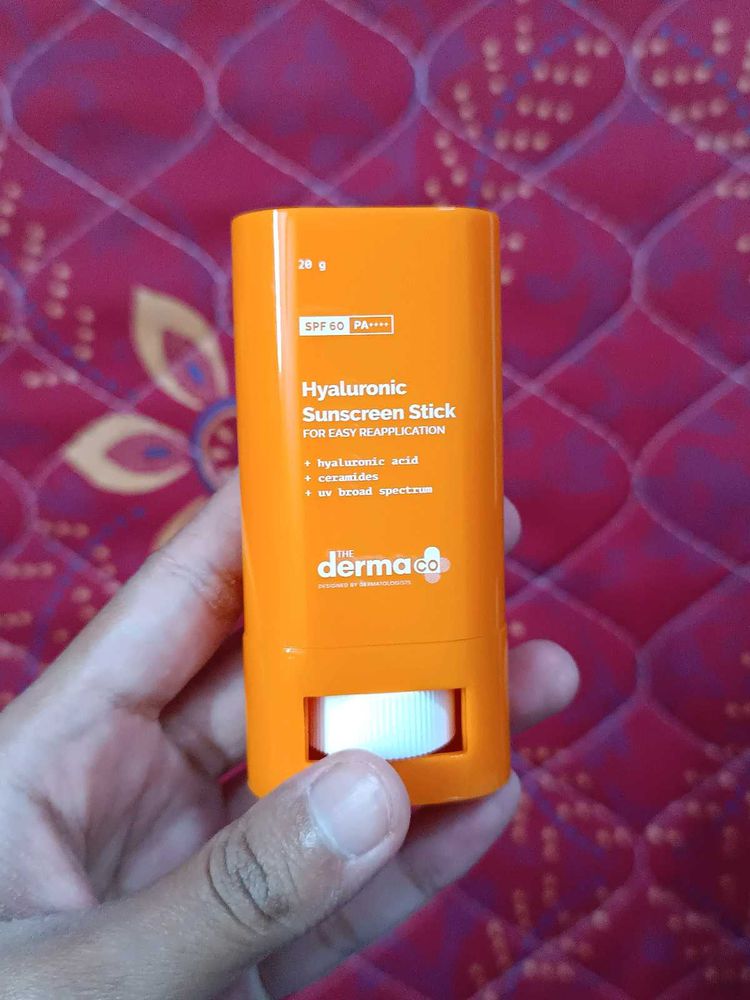 20 g
SPF 60 PA++++
Hyaluronic
Sunscreen Stick
FOR EASY REAPPLICATION
+ hyaluronic acid
+ ceramides
+ uv broad spectrum
THE
derma co
DESIGNED BY DERMATOLOGISTS